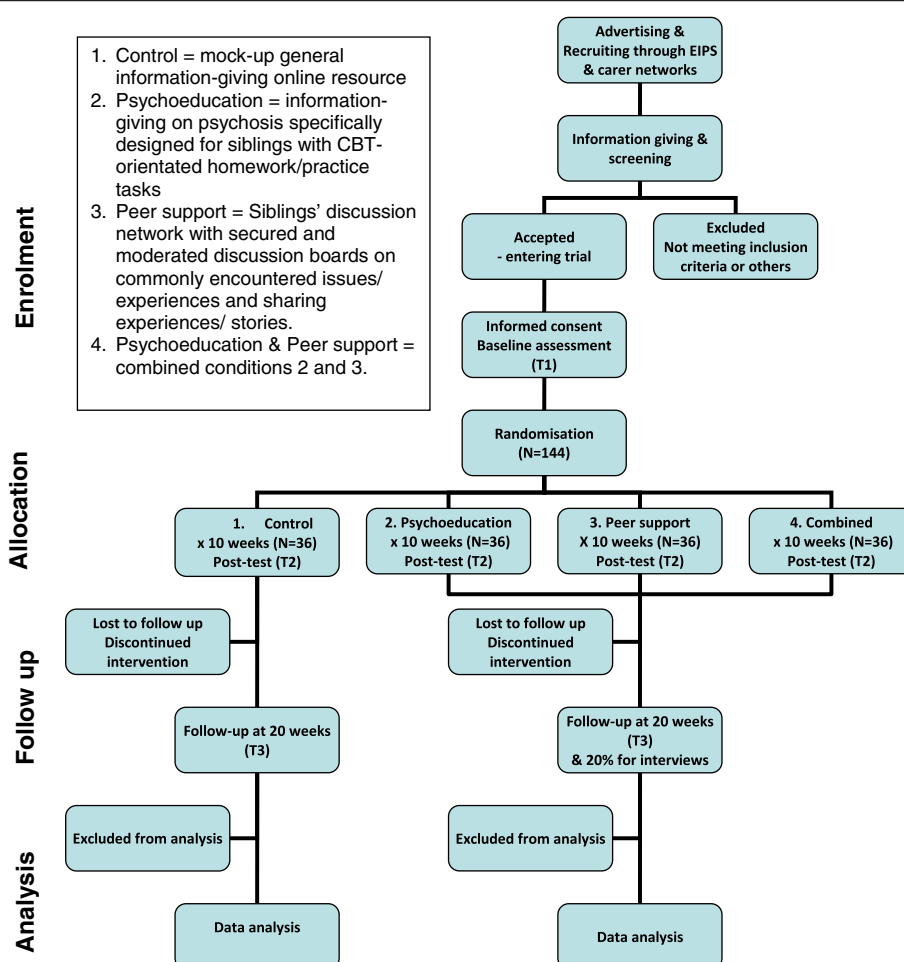 1. Control = mock-up general
information-giving online resource
2. Psychoeducation = information-
giving on psychosis specifically
designed for siblings with CBT-
orientated homework/practice
tasks
3. Peer support = Siblings' discussion
network with secured and
moderated discussion boards on
commonly encountered issues/
experiences and sharing
experiences/ stories.
4. Psychoeducation & Peer support =
combined conditions 2 and 3.
Enrolment
Advertising &
Recruiting through EIPS
& carer networks
Information giving &
screening
Accepted
- entering trial
Excluded
Not meeting inclusion
criteria or others
Informed consent
Baseline assessment
(T1)
Randomisation
(N=144)
Allocation
1. Control
x 10 weeks (N=36)
Post-test (T2)
2. Psychoeducation
x 10 weeks (N=36)
Post-test (T2)
3. Peer support
X 10 weeks (N=36)
Post-test (T2)
4. Combined
x 10 weeks (N=36)
Post-test (T2)
Follow up
Lost to follow up
Discontinued
intervention
Lost to follow up
Discontinued
intervention
Follow-up at 20 weeks
(T3)
Follow-up at 20 weeks
(T3)
& 20% for interviews
Analysis
Excluded from analysis
Excluded from analysis
Data analysis
Data analysis